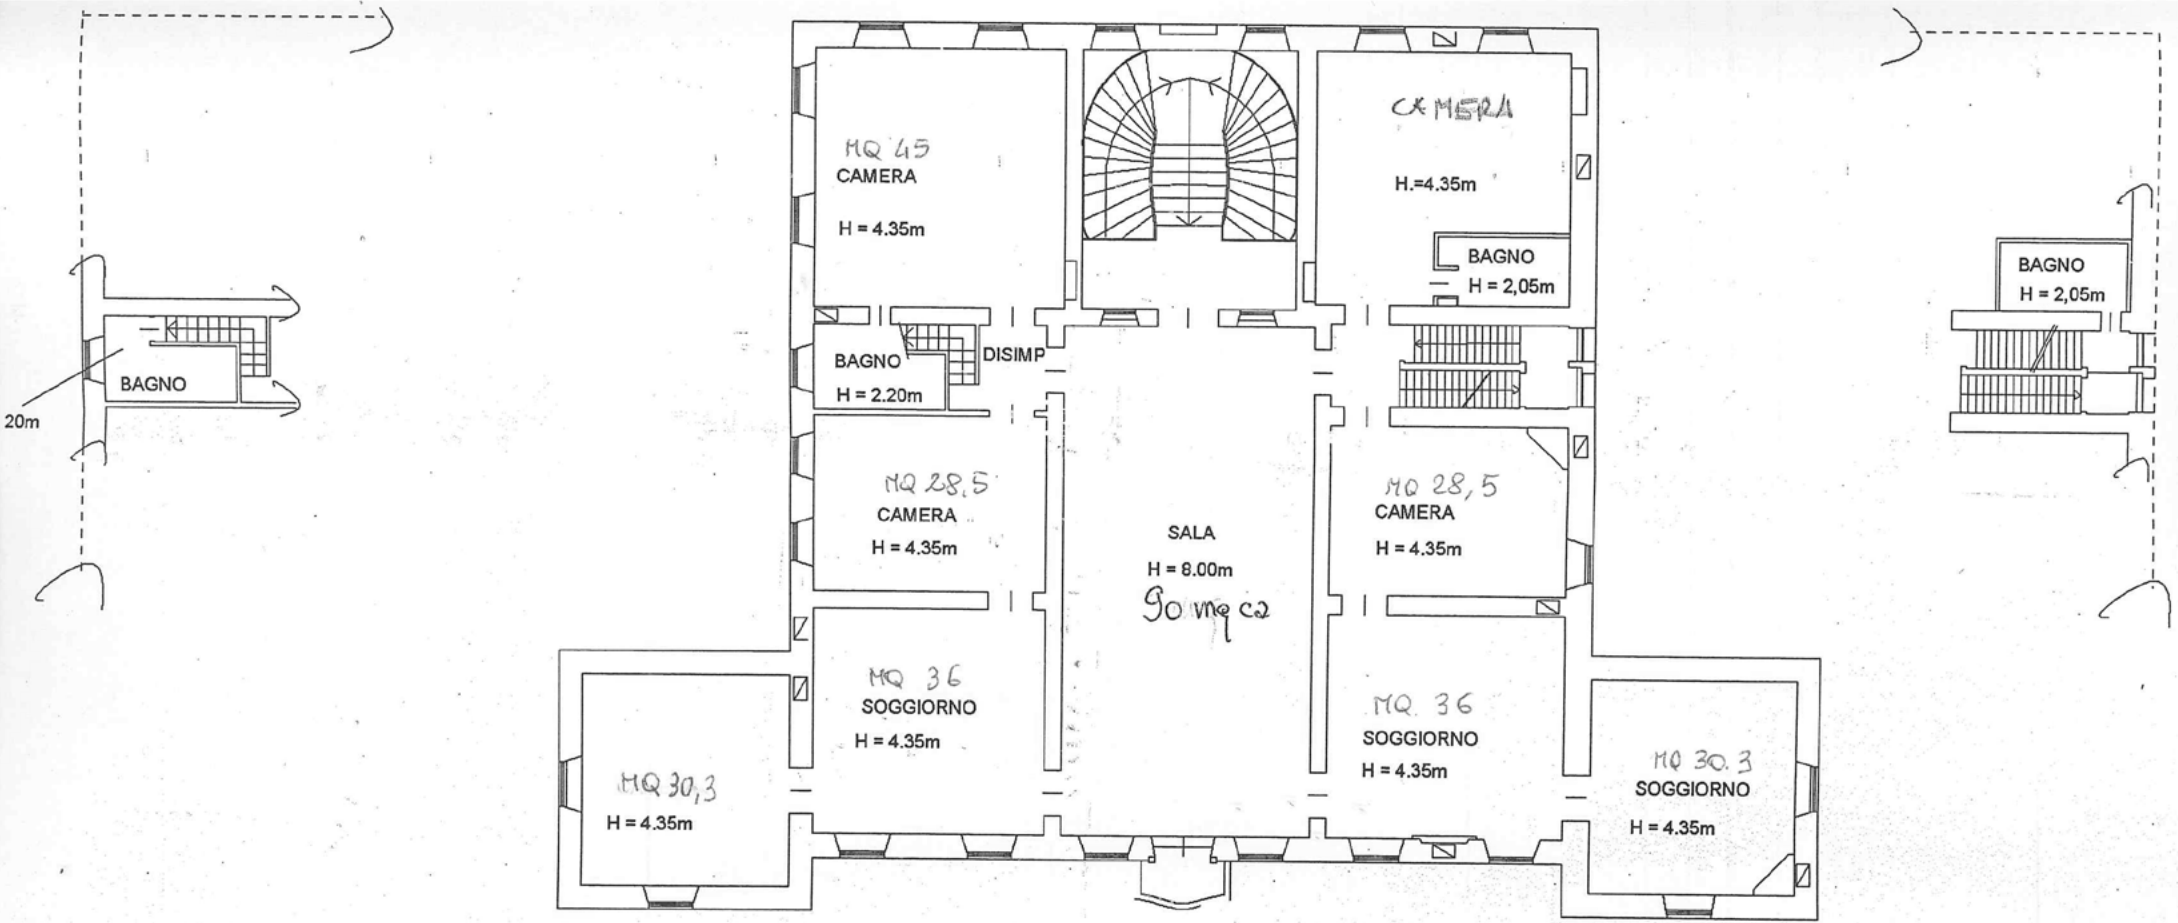 CAMERA
H.=4.35m
BAGNO
H = 2,05m
MQ 45
CAMERA
H = 4.35m
BAGNO
H = 2,05m
BAGNO
20m
BAGNO
H = 2.20m
DISIMP
MQ 28,5
CAMERA
H = 4.35m
SALA
H = 8.00m
90 mq ca
MQ 28,5
CAMERA
H = 4.35m
MQ 36
SOGGIORNO
H = 4.35m
MQ. 36
SOGGIORNO
H = 4.35m
MQ 30,3
H = 4.35m
MQ 30.3
SOGGIORNO
H = 4.35m